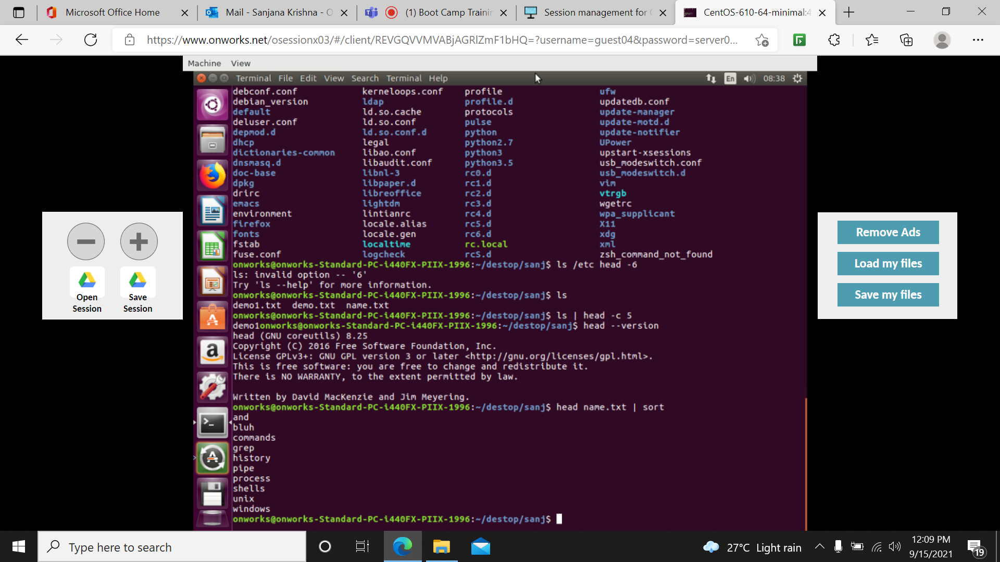 Microsoft Office Home
Mail - Sanjana Krishna - O
(1) Boot Camp Trainin
Session management for
CentOS-610-64-minimal:4
https://www.onworks.net/osessionx03/#/client/REVGQVVMVABjAGRlZmF1bHQ=?username=guest04&password=server0...
Machine View
Terminal File Edit View Search Terminal Help
En 08:38
debconf.conf kerneloops.conf profile ufw
debian_version ldap profile.d updatedb.conf
default ld.so.cache protocols update-manager
deluser.conf ld.so.conf pulse update-motd.d
depmod.d ld.so.conf.d python update-notifier
dhcp legal python2.7 UPower
dictionaries-common libao.conf python3 upstart-xsessions
dnsmasq.d libaudit.conf python3.5 usb_modeswitch.conf
doc-base libnl-3 rc0.d usb_modeswitch.d
dpkg libpaper.d rc1.d vim
drirc libreoffice rc2.d vtrgb
emacs lightdm rc3.d wgetrc
environment lintianrc rc4.d wpa_supplicant
firefox locale.alias rc5.d X11
fonts locale.gen rc6.d xdg
fstab localtime rc.local xml
fuse.conf logcheck rcS.d zsh_command_not_found
onworks@onworks-Standard-PC-i440FX-PIIX-1996:~/destop/sanj$ ls /etc head -6
ls: invalid option -- '6'
Try 'ls --help' for more information.
onworks@onworks-Standard-PC-i440FX-PIIX-1996:~/destop/sanj$ ls
demo1.txt demo.txt name.txt
onworks@onworks-Standard-PC-i440FX-PIIX-1996:~/destop/sanj$ ls | head -c 5
demo1onworks@onworks-Standard-PC-i440FX-PIIX-1996:~/destop/sanj$ head --version
head (GNU coreutils) 8.25
Copyright (C) 2016 Free Software Foundation, Inc.
License GPLv3+: GNU GPL version 3 or later <http://gnu.org/licenses/gpl.html>.
This is free software: you are free to change and redistribute it.
There is NO WARRANTY, to the extent permitted by law.
Written by David MacKenzie and Jim Meyering.
onworks@onworks-Standard-PC-i440FX-PIIX-1996:~/destop/sanj$ head name.txt | sort
and
bluh
commands
grep
history
pipe
process
shells
unix
windows
onworks@onworks-Standard-PC-i440FX-PIIX-1996:~/destop/sanj$
Open Session
Save Session
Remove Ads
Load my files
Save my files
Type here to search
27°C Light rain
12:09 PM
9/15/2021
19